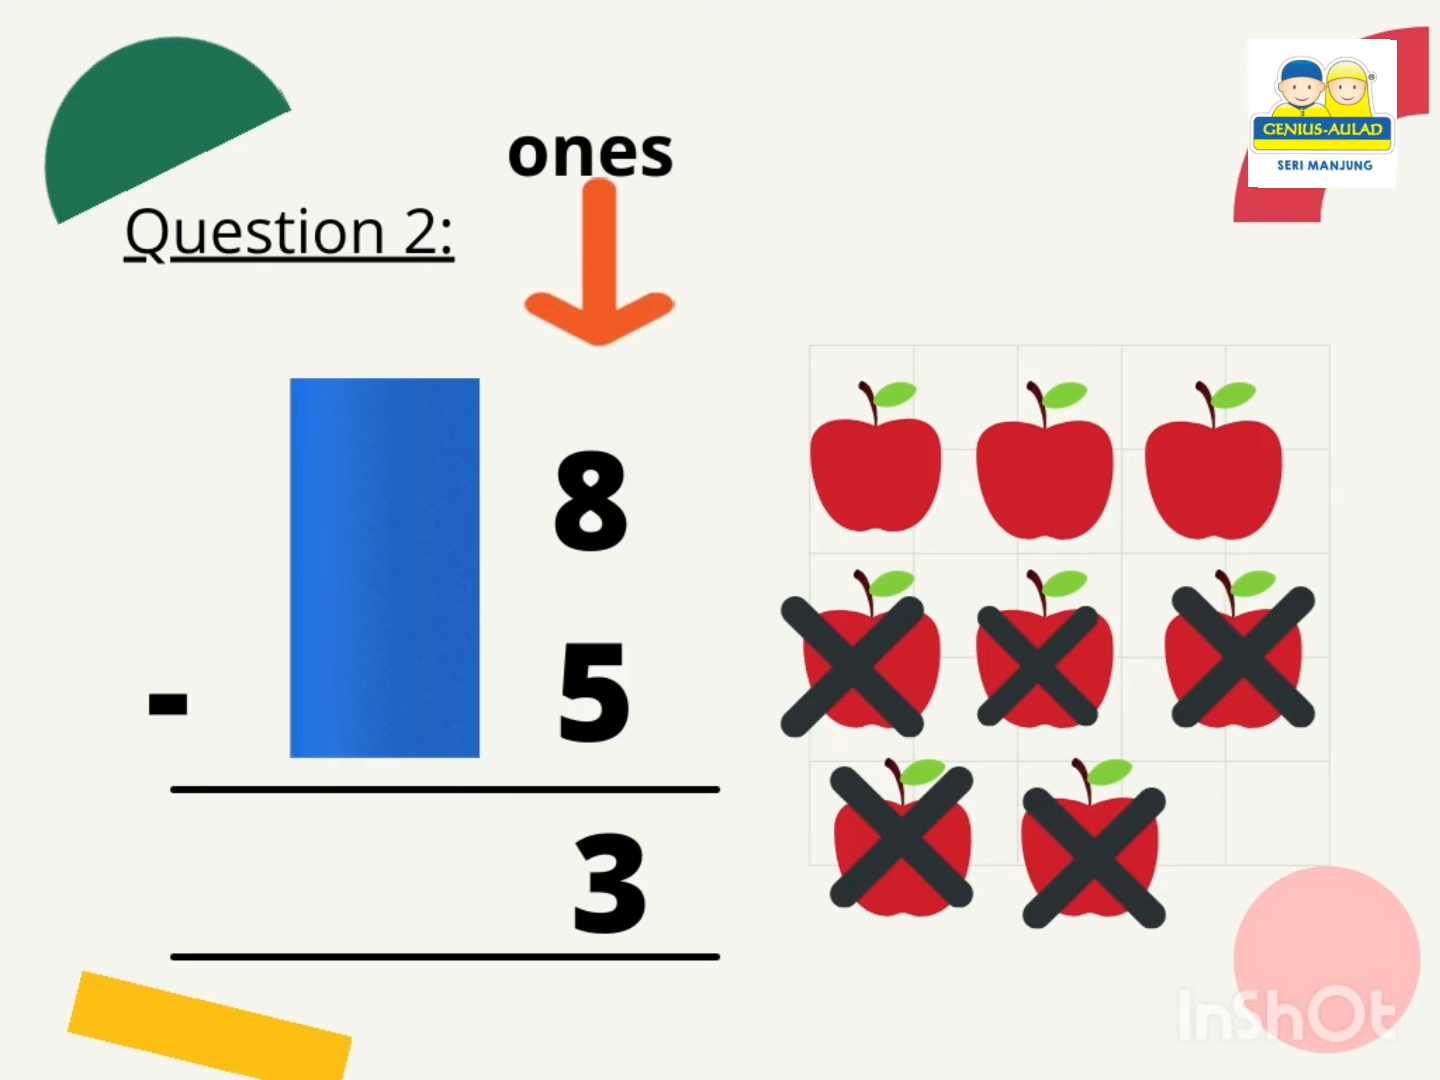 GENIUS-AULAD
SERI MANJUNG
ones
Question 2:
8
- 5
3
InShOt